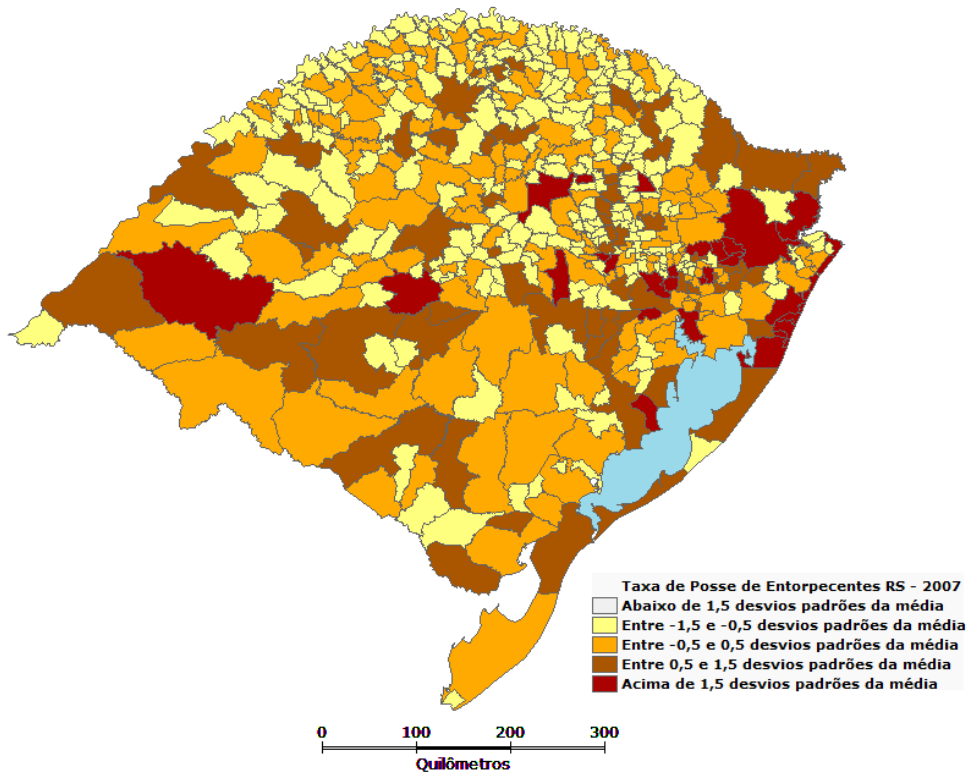 Taxa de Posse de Entorpecentes RS - 2007
Abaixo de 1,5 desvios padrões da média
Entre -1,5 e -0,5 desvios padrões da média
Entre -0,5 e 0,5 desvios padrões da média
Entre 0,5 e 1,5 desvios padrões da média
Acima de 1,5 desvios padrões da média
0 100 200 300
Quilômetros